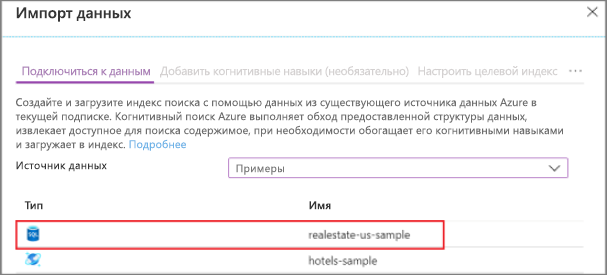 Импорт данных
Подключиться к данным Добавить когнитивные навыки (необязательно) Настроить целевой индекс ...
Создайте и загрузите индекс поиска с помощью данных из существующего источника данных Azure в
текущей подписке. Когнитивный поиск Azure выполняет обход предоставленной структуры данных,
извлекает доступное для поиска содержимое, при необходимости обогащает его когнитивными навыками
и загружает в индекс. Подробнее
Источник данных Примеры
Тип Имя
SQL realestate-us-sample
hotels-sample